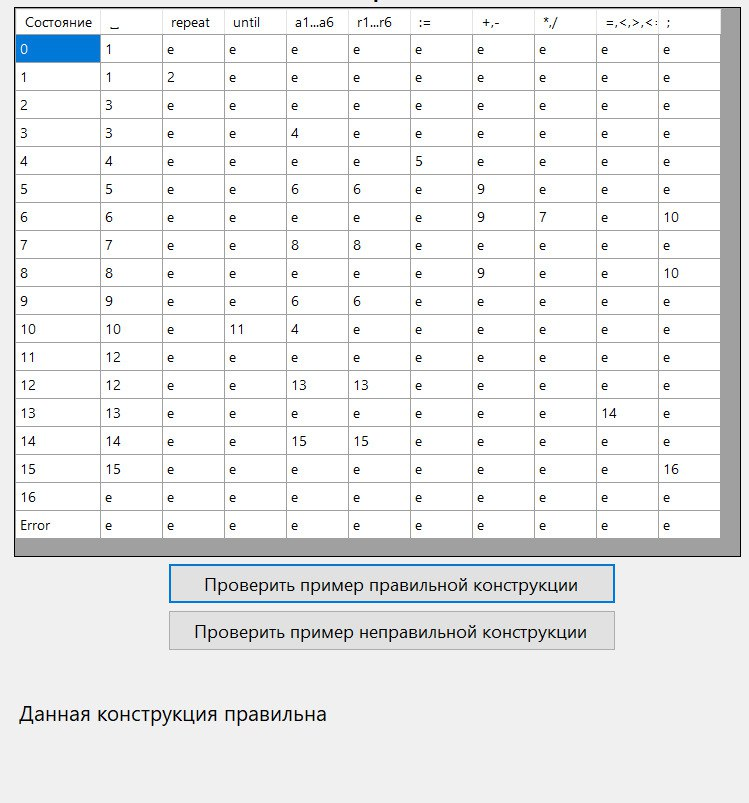 Состояние ␣ repeat until a1...a6 r1...r6 := +,- *,/ =,<,>,<= ;
0 1 e e e e e e e e e
1 1 2 e e e e e e e e
2 3 e e e e e e e e e
3 3 e e 4 e e e e e e
4 4 e e e e 5 e e e e
5 5 e e 6 6 e 9 e e e
6 6 e e e e e 9 7 e 10
7 7 e e 8 8 e e e e e
8 8 e e e e e 9 e e 10
9 9 e e 6 6 e e e e e
10 10 e 11 4 e e e e e e
11 12 e e e e e e e e e
12 12 e e 13 13 e e e e e
13 13 e e e e e e e 14 e
14 14 e e 15 15 e e e e e
15 15 e e e e e e e e 16
16 e e e e e e e e e e
Error e e e e e e e e e e
Проверить пример правильной конструкции
Проверить пример неправильной конструкции
Данная конструкция правильна